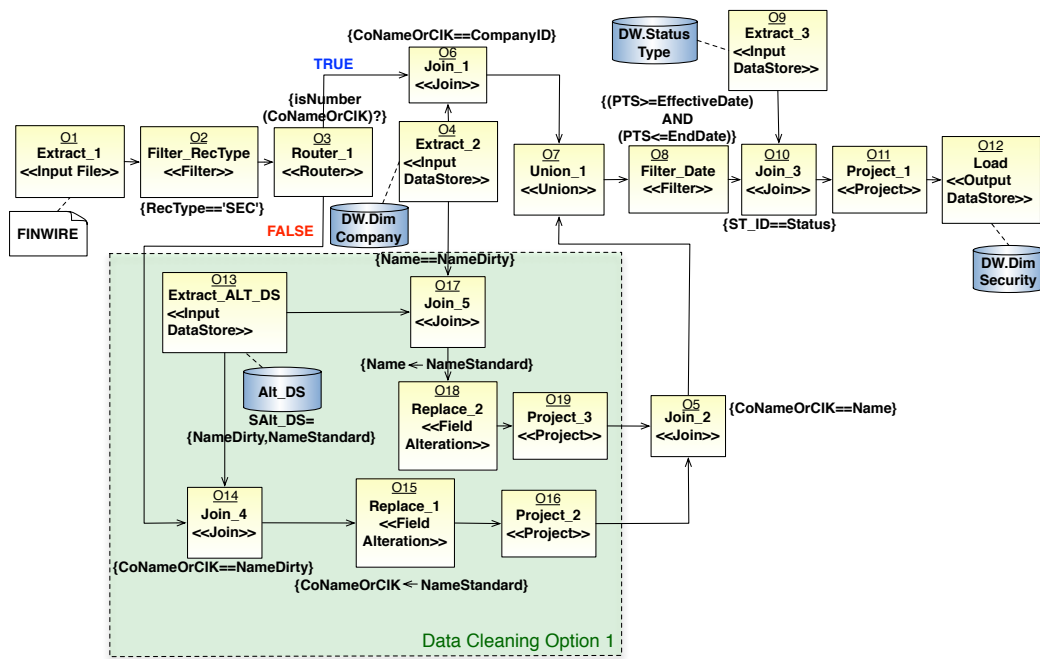 O9
Extract_3
<<Input
DataStore>>
DW.Status
Type
{CoNameOrCIK==CompanyID}
O6
Join_1
<<Join>>
TRUE
{isNumber
(CoNameOrCIK)?}
{(PTS>=EffectiveDate)
AND
(PTS<=EndDate)}
O1
Extract_1
<<Input File>>
O2
Filter_RecType
<<Filter>>
O3
Router_1
<<Router>>
O4
Extract_2
<<Input
DataStore>>
O7
Union_1
<<Union>>
O8
Filter_Date
<<Filter>>
O10
Join_3
<<Join>>
O11
Project_1
<<Project>>
O12
Load
<<Output
DataStore>>
{RecType=='SEC'}
FINWIRE
FALSE
DW.Dim
Company
{ST_ID==Status}
DW.Dim
Security
{Name==NameDirty}
O13
Extract_ALT_DS
<<Input
DataStore>>
O17
Join_5
<<Join>>
{Name ← NameStandard}
Alt_DS
SAlt_DS=
{NameDirty,NameStandard}
O18
Replace_2
<<Field
Alteration>>
O19
Project_3
<<Project>>
O5
Join_2
<<Join>>
{CoNameOrCIK==Name}
O14
Join_4
<<Join>>
O15
Replace_1
<<Field
Alteration>>
O16
Project_2
<<Project>>
{CoNameOrCIK==NameDirty}
{CoNameOrCIK ← NameStandard}
Data Cleaning Option 1